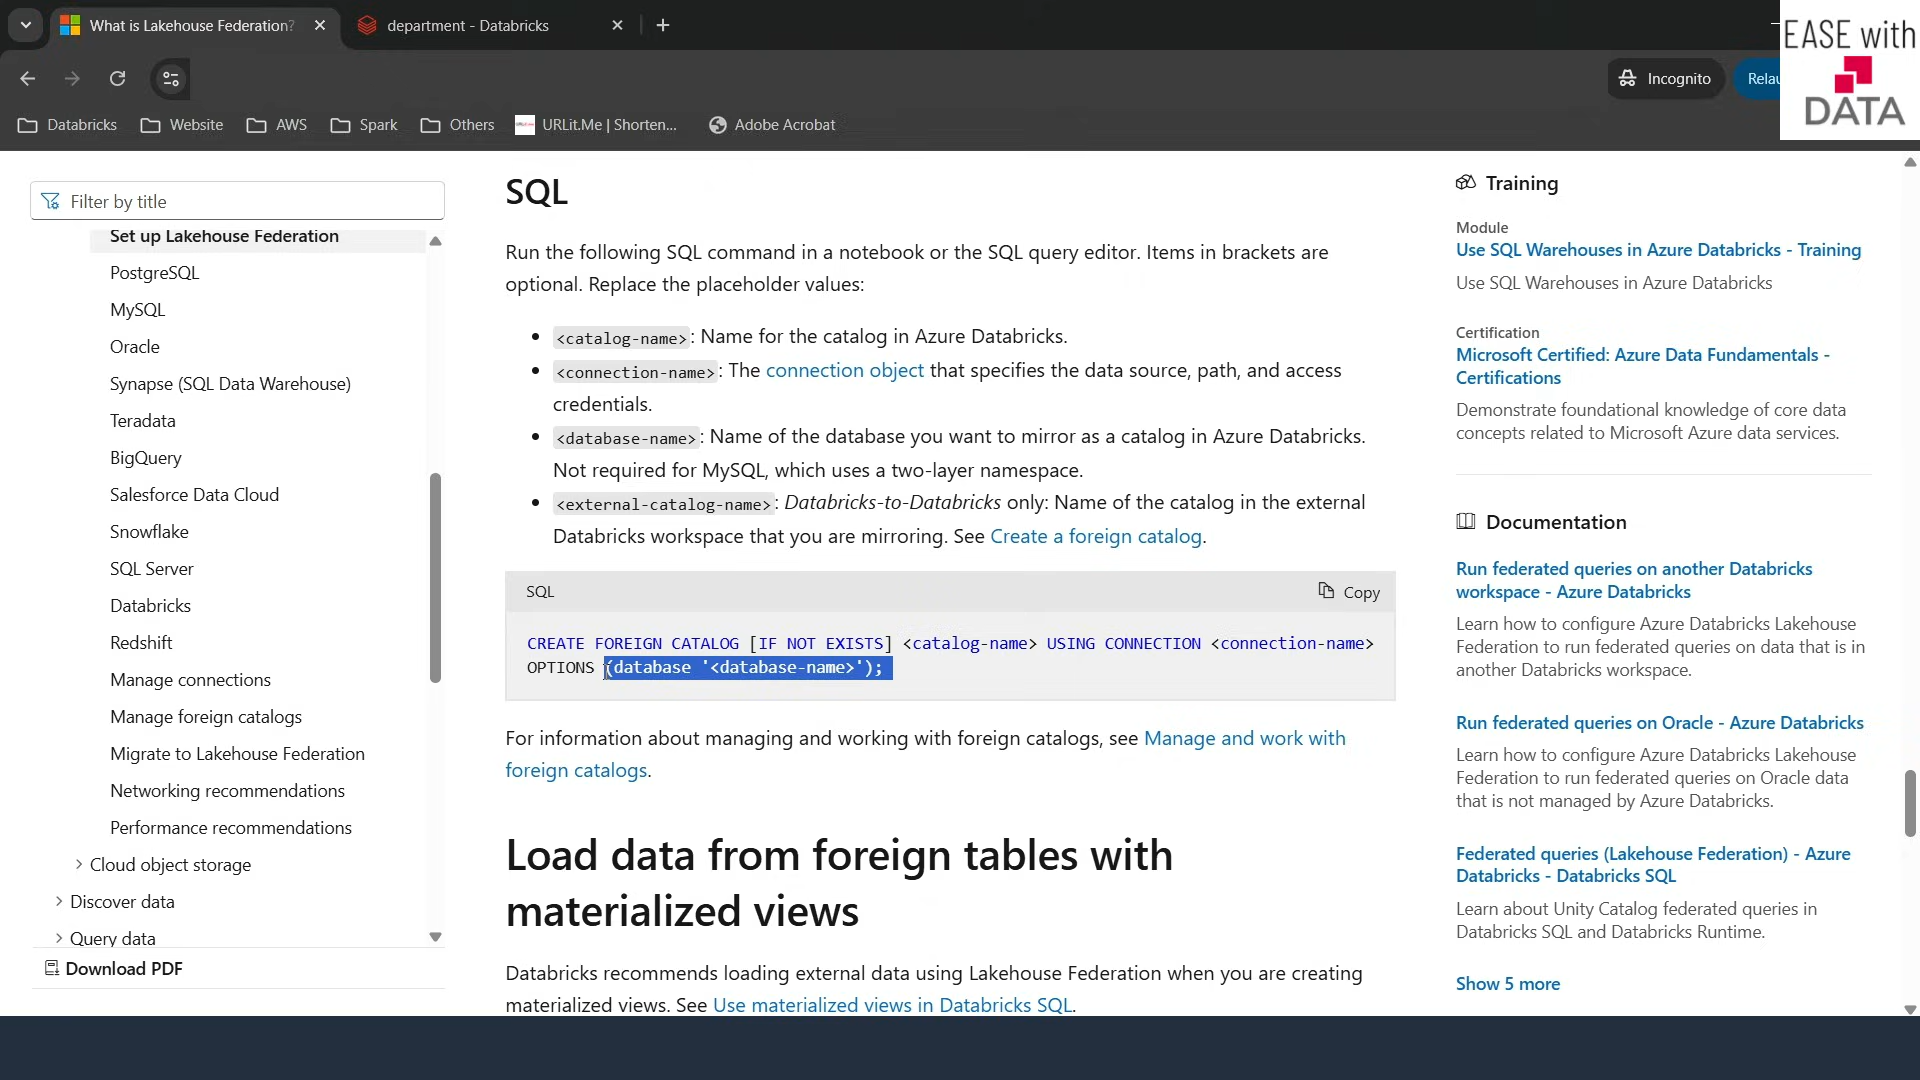 What is Lakehouse Federation?
department - Databricks
EASE with
DATA
Incognito
Relau
Databricks
Website
AWS
Spark
Others
URLit.Me | Shorten...
Adobe Acrobat
Filter by title
Set up Lakehouse Federation
PostgreSQL
MySQL
Oracle
Synapse (SQL Data Warehouse)
Teradata
BigQuery
Salesforce Data Cloud
Snowflake
SQL Server
Databricks
Redshift
Manage connections
Manage foreign catalogs
Migrate to Lakehouse Federation
Networking recommendations
Performance recommendations
Cloud object storage
Discover data
Query data
Download PDF
SQL
Run the following SQL command in a notebook or the SQL query editor. Items in brackets are
optional. Replace the placeholder values:
• <catalog-name>: Name for the catalog in Azure Databricks.
• <connection-name>: The connection object that specifies the data source, path, and access
credentials.
• <database-name>: Name of the database you want to mirror as a catalog in Azure Databricks.
Not required for MySQL, which uses a two-layer namespace.
• <external-catalog-name>: Databricks-to-Databricks only: Name of the catalog in the external
Databricks workspace that you are mirroring. See Create a foreign catalog.
SQL
Copy
CREATE FOREIGN CATALOG [IF NOT EXISTS] <catalog-name> USING CONNECTION <connection-name>
OPTIONS (database '<database-name>');
For information about managing and working with foreign catalogs, see Manage and work with
foreign catalogs.
Load data from foreign tables with
materialized views
Databricks recommends loading external data using Lakehouse Federation when you are creating
materialized views. See Use materialized views in Databricks SQL.
Training
Module
Use SQL Warehouses in Azure Databricks - Training
Use SQL Warehouses in Azure Databricks
Certification
Microsoft Certified: Azure Data Fundamentals -
Certifications
Demonstrate foundational knowledge of core data
concepts related to Microsoft Azure data services.
Documentation
Run federated queries on another Databricks
workspace - Azure Databricks
Learn how to configure Azure Databricks Lakehouse
Federation to run federated queries on data that is in
another Databricks workspace.
Run federated queries on Oracle - Azure Databricks
Learn how to configure Azure Databricks Lakehouse
Federation to run federated queries on Oracle data
that is not managed by Azure Databricks.
Federated queries (Lakehouse Federation) - Azure
Databricks - Databricks SQL
Learn about Unity Catalog federated queries in
Databricks SQL and Databricks Runtime.
Show 5 more